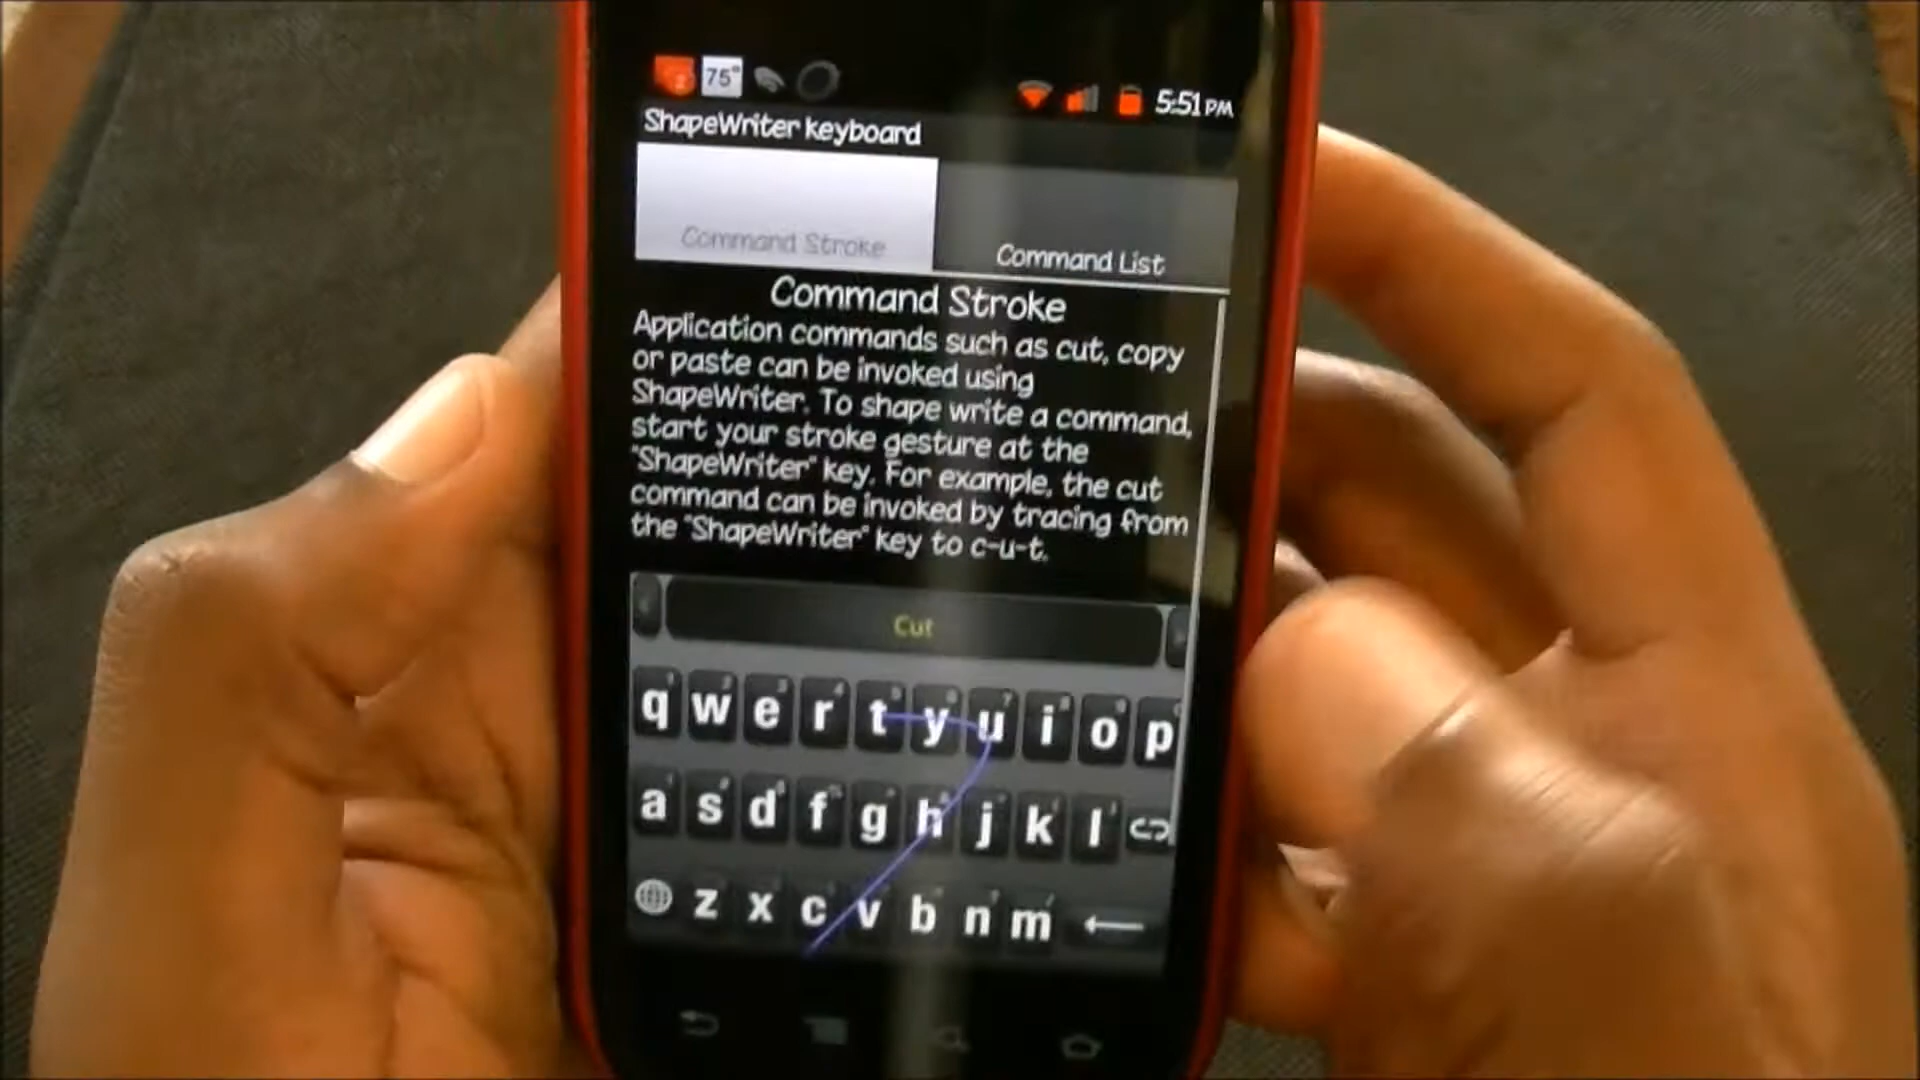 75°
5:51 PM
ShapeWriter keyboard
Command Stroke
Command List
Command Stroke
Application commands such as cut, copy
or paste can be invoked using
ShapeWriter. To shape write a command,
start your stroke gesture at the
"ShapeWriter" key. For example, the cut
command can be invoked by tracing from
the "ShapeWriter" key to c-u-t.
Cut
q w e r t y u i o p
a s d f g h j k l
z x c v b n m